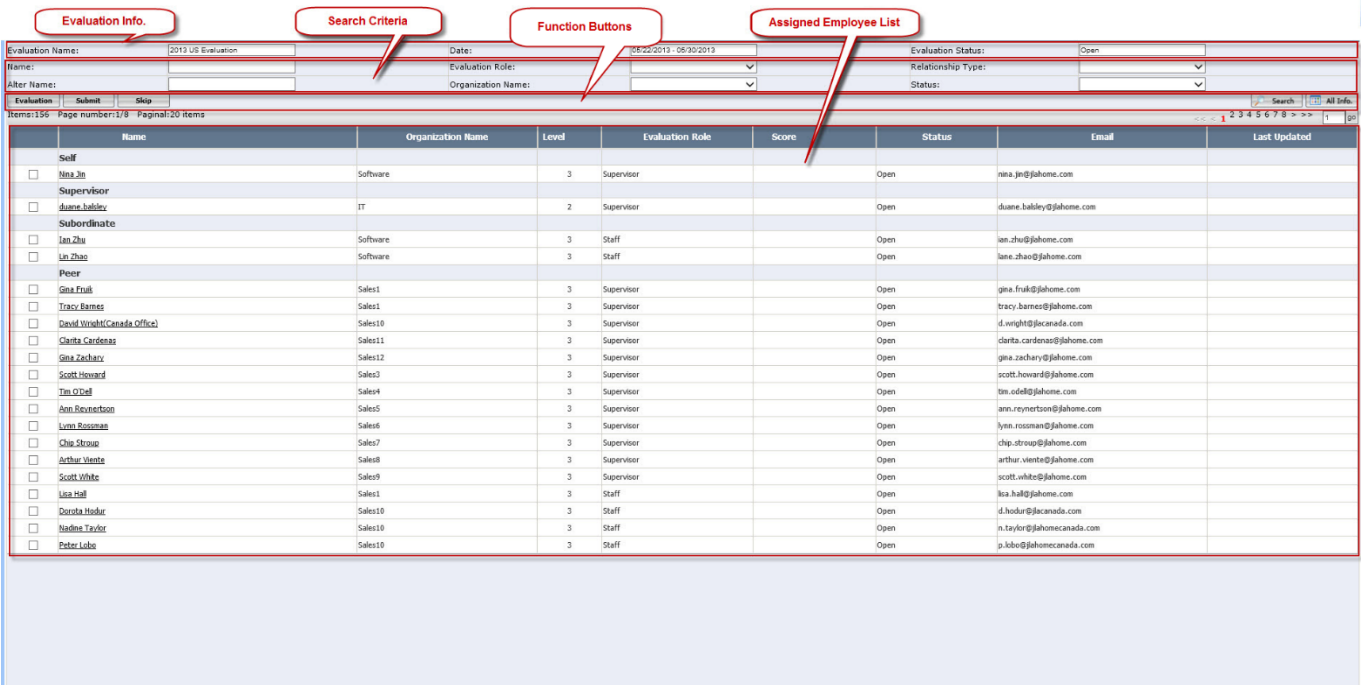 Evaluation Info. Search Criteria Function Buttons Assigned Employee List
Evaluation Name: 2013 US Evaluation Date: 05/22/2013 - 05/30/2013 Evaluation Status: Open
Name: Evaluation Role: Relationship Type:
Alter Name: Organization Name: Status:
Evaluation Submit Skip Search All Info.
Items:156 Page number:1/8 Paginal:20 items << < 1 2 3 4 5 6 7 8 > >> 1 go
Name Organization Name Level Evaluation Role Score Status Email Last Updated
Self
Nina Jin Software 3 Supervisor Open nina.jin@jlahome.com
Supervisor
duane.balsley IT 2 Supervisor Open duane.balsley@jlahome.com
Subordinate
Ian Zhu Software 3 Staff Open ian.zhu@jlahome.com
Lin Zhao Software 3 Staff Open lane.zhao@jlahome.com
Peer
Gina Fruik Sales1 3 Supervisor Open gina.fruik@jlahome.com
Tracy Barnes Sales1 3 Supervisor Open tracy.barnes@jlahome.com
David Wright(Canada Office) Sales10 3 Supervisor Open d.wright@jlacanada.com
Clarita Cardenas Sales11 3 Supervisor Open clarita.cardenas@jlahome.com
Gina Zachary Sales12 3 Supervisor Open gina.zachary@jlahome.com
Scott Howard Sales3 3 Supervisor Open scott.howard@jlahome.com
Tim O'Dell Sales4 3 Supervisor Open tim.odell@jlahome.com
Ann Reynertson Sales5 3 Supervisor Open ann.reynertson@jlahome.com
Lynn Rossman Sales6 3 Supervisor Open lynn.rossman@jlahome.com
Chip Stroup Sales7 3 Supervisor Open chip.stroup@jlahome.com
Arthur Viente Sales8 3 Supervisor Open arthur.viente@jlahome.com
Scott White Sales9 3 Supervisor Open scott.white@jlahome.com
Lisa Hall Sales1 3 Staff Open lisa.hall@jlahome.com
Dorota Hodur Sales10 3 Staff Open d.hodur@jlacanada.com
Nadine Taylor Sales10 3 Staff Open n.taylor@jlahomecanada.com
Peter Lobo Sales10 3 Staff Open p.lobo@jlahomecanada.com